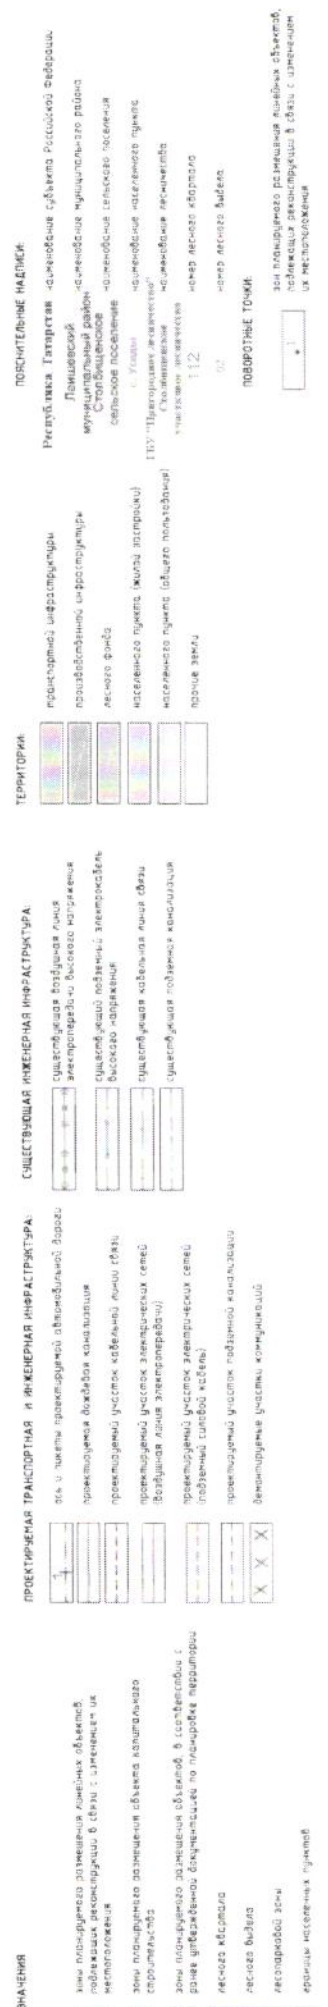 ЗНАЧЕНИЯ
зоны планируемого размещения линейных объектов,
подлежащих реконструкции в связи с изменением их
местоположения
зоны планируемого размещения объекта капитального
строительства
зоны планируемого размещения объектов, в соответствии с
ранее утвержденной документацией по планировке территории
лесного квартала
лесного выдела
лесопарковой зоны
границы населенных пунктов
ПРОЕКТИРУЕМАЯ ТРАНСПОРТНАЯ И ИНЖЕНЕРНАЯ ИНФРАСТРУКТУРА:
ось и пикеты проектируемой автомобильной дороги
проектируемая дождевая канализация
проектируемый участок кабельной линии связи
проектируемый участок электрических сетей
(воздушная линия электропередачи)
проектируемый участок электрических сетей
(подземный силовой кабель)
проектируемый участок подземной канализации
демонтируемые участки коммуникаций
СУЩЕСТВУЮЩАЯ ИНЖЕНЕРНАЯ ИНФРАСТРУКТУРА:
существующая воздушная линия
электропередачи высокого напряжения
существующий подземный электрокабель
высокого напряжения
существующая кабельная линия связи
существующая подземная канализация
ТЕРРИТОРИИ:
транспортной инфраструктуры
производственной инфраструктуры
лесного фонда
населенного пункта (жилой застройки)
населенного пункта (общего пользования)
прочие земли
ПОЯСНИТЕЛЬНЫЕ НАДПИСИ:
Республика Татарстан наименование субъекта Российской Федерации
Лаишевский
муниципальный район наименование муниципального района
Столбищенское
сельское поселение наименование сельского поселения
наименование населенного пункта
ГКУ "Пригородное лесничество"
Столбищенское
участковое лесничество наименование лесничества
112 номер лесного квартала
номер лесного выдела
ПОВОРОТНЫЕ ТОЧКИ:
1 зон планируемого размещения линейных объектов,
подлежащих реконструкции в связи с изменением
их местоположения